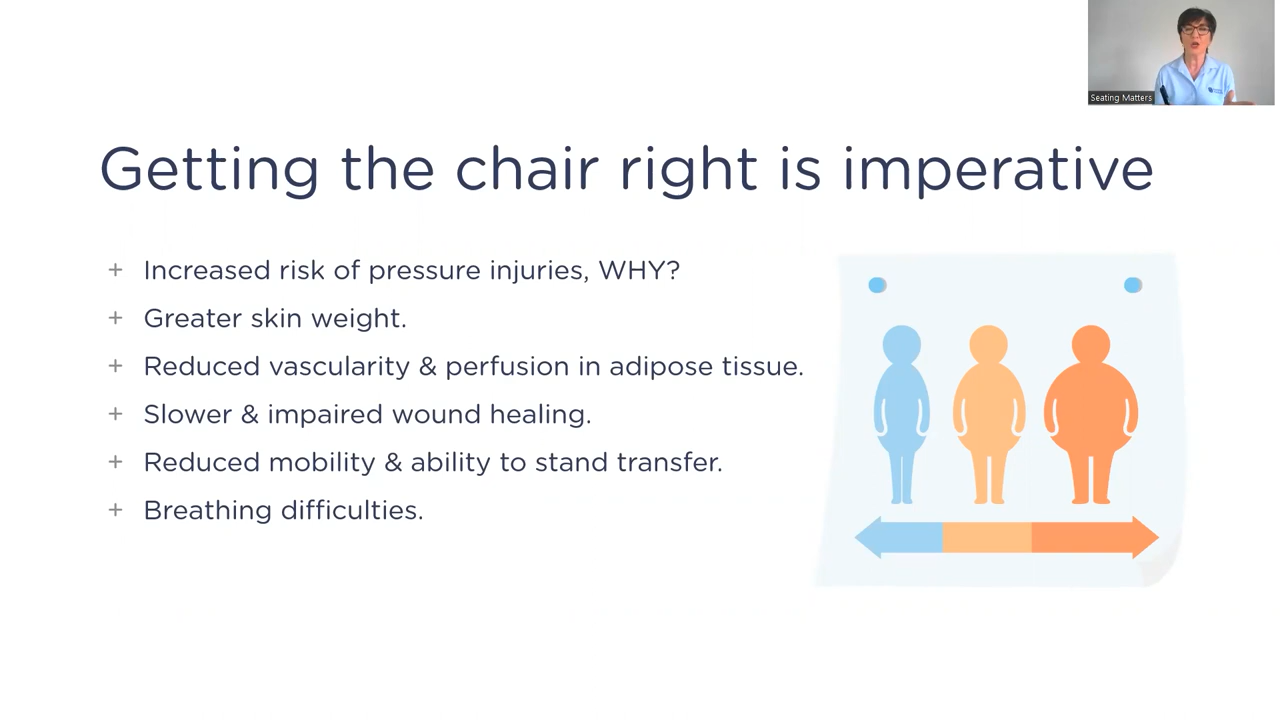 Seating Matters
Getting the chair right is imperative
+ Increased risk of pressure injuries, WHY?
+ Greater skin weight.
+ Reduced vascularity & perfusion in adipose tissue.
+ Slower & impaired wound healing.
+ Reduced mobility & ability to stand transfer.
+ Breathing difficulties.